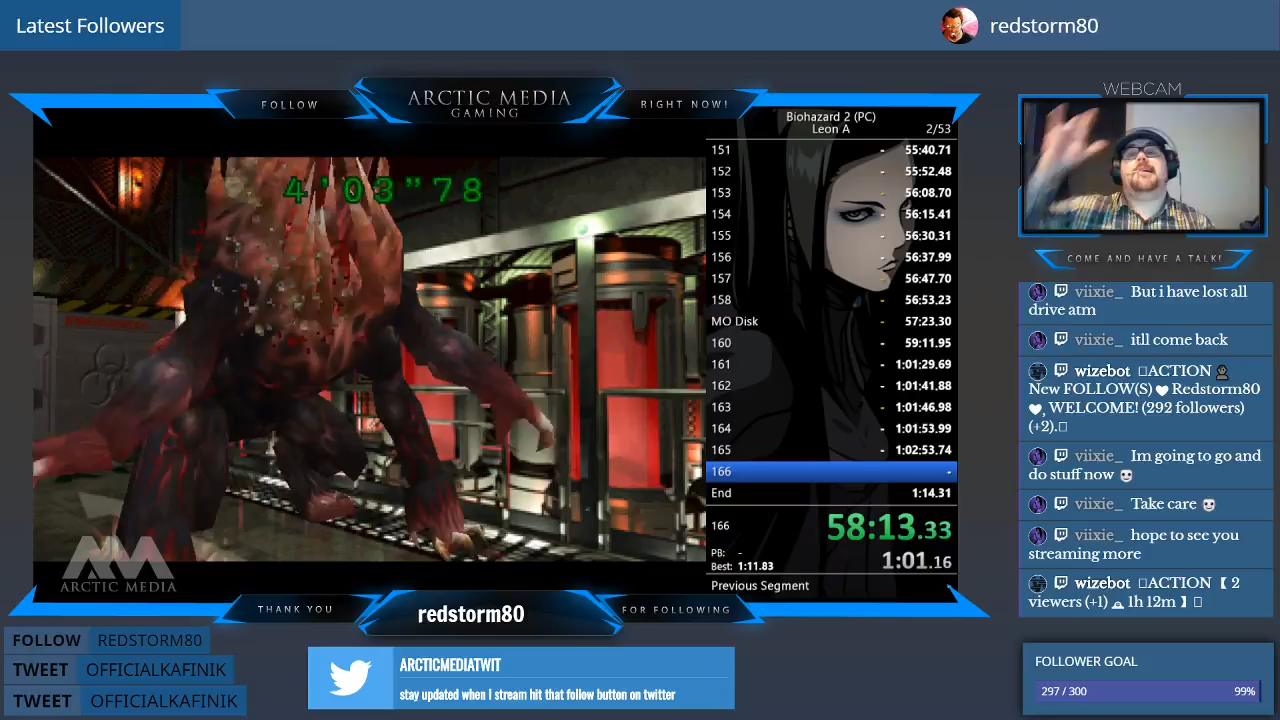 Latest Followers
redstorm80
FOLLOW
ARCTIC MEDIA
GAMING
RIGHT NOW!
4'03"78
ARCTIC MEDIA
Biohazard 2 (PC)
Leon A 2/53
151 - 55:40.71
152 - 55:52.48
153 - 56:08.70
154 - 56:15.41
155 - 56:30.31
156 - 56:37.99
157 - 56:47.70
158 - 56:53.23
MO Disk - 57:23.30
160 - 59:11.95
161 - 1:01:29.69
162 - 1:01:41.88
163 - 1:01:46.98
164 - 1:01:53.99
165 - 1:02:53.74
166 -
End 1:14.31
166 58:13.33
PB: -
Best: 1:11.83 1:01.16
Previous Segment -
WEBCAM
COME AND HAVE A TALK!
viixie_ But i have lost all
drive atm
viixie_ itll come back
wizebot ACTION
New FOLLOW(S) Redstorm80
, WELCOME! (292 followers)
(+2).
viixie_ Im going to go and
do stuff now
viixie_ Take care
viixie_ hope to see you
streaming more
wizebot ACTION【 2
viewers (+1) 1h 12m 】
THANK YOU
redstorm80
FOR FOLLOWING
FOLLOW REDSTORM80
TWEET OFFICIALKAFINIK
TWEET OFFICIALKAFINIK
ARCTICMEDIATWIT
stay updated when I stream hit that follow button on twitter
FOLLOWER GOAL
297 / 300 99%